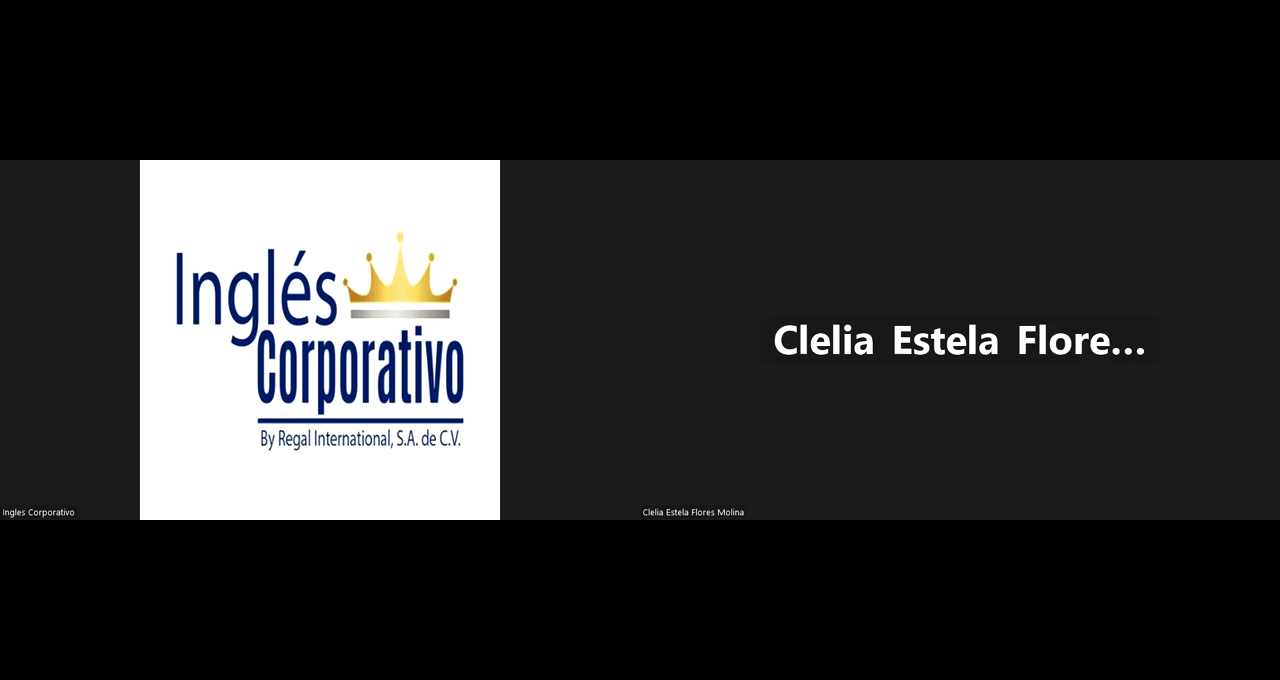 Inglés
Corporativo
By Regal International, S.A. de C.V.
Clelia Estela Flore...
Ingles Corporativo
Clelia Estela Flores Molina